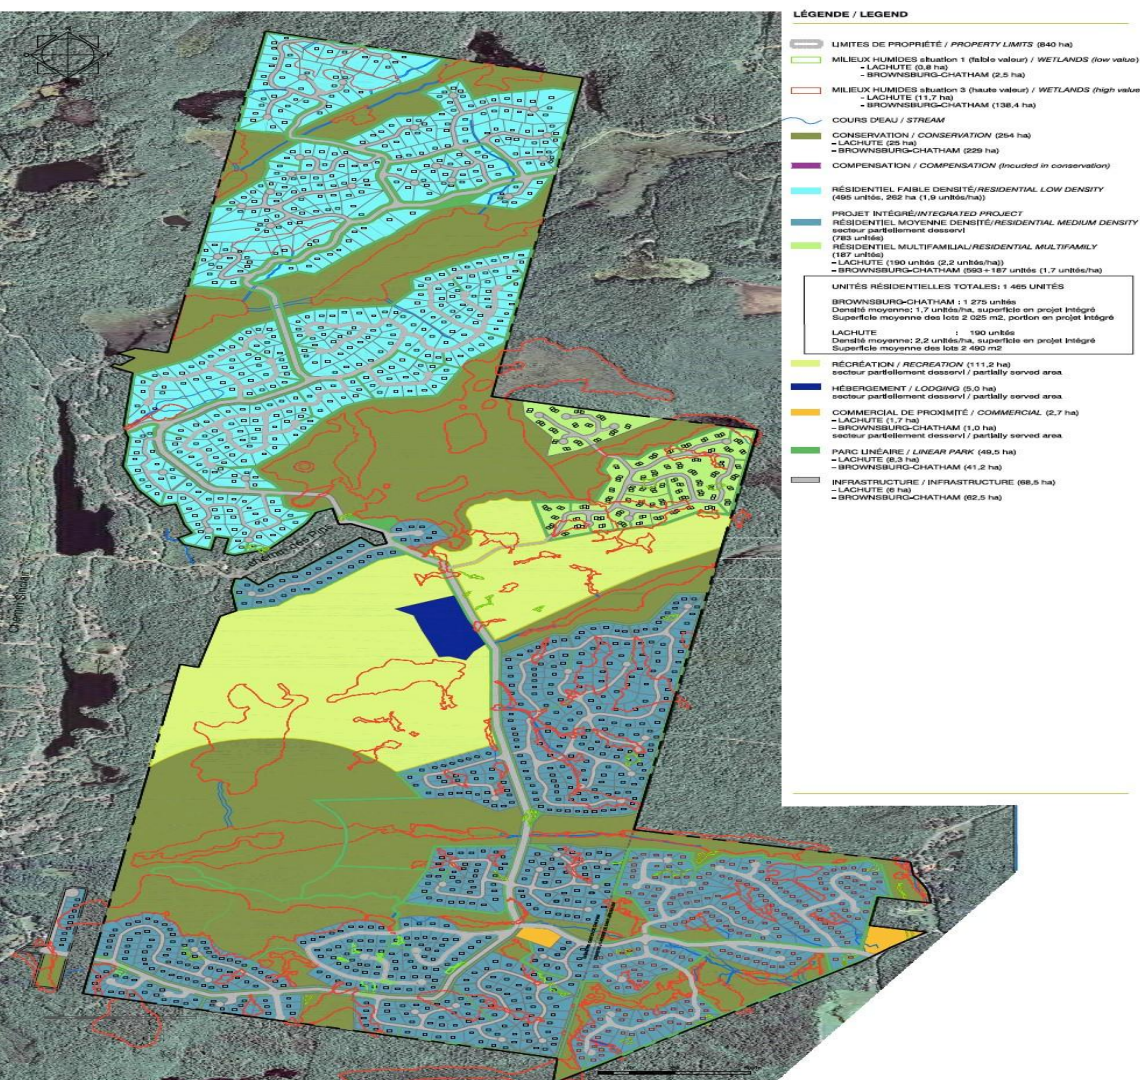 LÉGENDE / LEGEND
LIMITES DE PROPRIÉTÉ / PROPERTY LIMITS (840 ha)
MILIEUX HUMIDES situation 1 (faible valeur) / WETLANDS (low value)
- LACHUTE (0,8 ha)
- BROWNSBURG-CHATHAM (2,5 ha)
MILIEUX HUMIDES situation 3 (haute valeur) / WETLANDS (high value
- LACHUTE (11,7 ha)
- BROWNSBURG-CHATHAM (138,4 ha)
COURS D'EAU / STREAM
CONSERVATION / CONSERVATION (254 ha)
- LACHUTE (25 ha)
- BROWNSBURG-CHATHAM (229 ha)
COMPENSATION / COMPENSATION (Incuded in conservation)
RÉSIDENTIEL FAIBLE DENSITÉ/RESIDENTIAL LOW DENSITY
(495 unités, 262 ha (1,9 unités/ha))
PROJET INTÉGRÉ/INTEGRATED PROJECT
RÉSIDENTIEL MOYENNE DENSITÉ/RESIDENTIAL MEDIUM DENSITY
secteur partiellement desservi
(783 unités)
RÉSIDENTIEL MULTIFAMILIAL/RESIDENTIAL MULTIFAMILY
(187 unités)
- LACHUTE (190 unités (2,2 unités/ha))
- BROWNSBURG-CHATHAM (593+187 unités (1,7 unités/ha)
UNITÉS RÉSIDENTIELLES TOTALES: 1 465 UNITÉS
BROWNSBURG-CHATHAM : 1 275 unités
Densité moyenne; 1,7 unités/ha, superficie en projet intégré
Superficie moyenne des lots 2 025 m2, portion en projet intégré
LACHUTE : 190 unités
Densité moyenne; 2,2 unités/ha, superficie en projet intégré
Superficie moyenne des lots 2 490 m2
RÉCRÉATION / RECREATION (111,2 ha)
secteur partiellement desservi / partially served area
HÉBERGEMENT / LODGING (5,0 ha)
secteur partiellement desservi / partially served area
COMMERCIAL DE PROXIMITÉ / COMMERCIAL (2,7 ha)
- LACHUTE (1,7 ha)
- BROWNSBURG-CHATHAM (1,0 ha)
secteur partiellement desservi / partially served area
PARC LINÉAIRE / LINEAR PARK (49,5 ha)
- LACHUTE (8,3 ha)
- BROWNSBURG-CHATHAM (41,2 ha)
INFRASTRUCTURE / INFRASTRUCTURE (68,5 ha)
- LACHUTE (6 ha)
- BROWNSBURG-CHATHAM (62,5 ha)